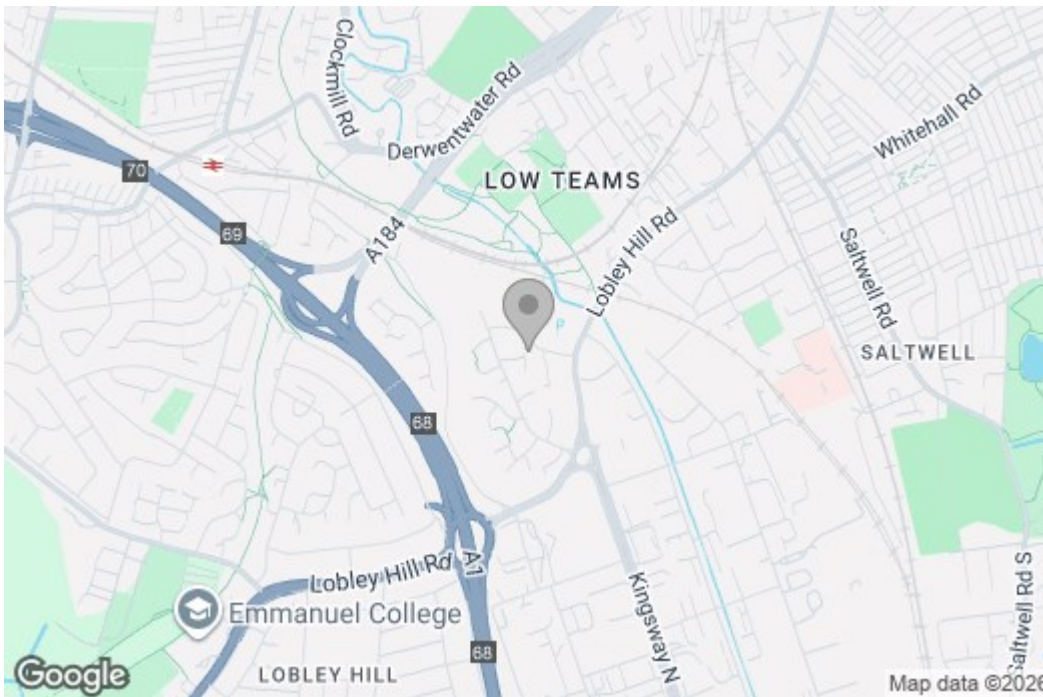 Clockmill Rd
Derwentwater Rd
Whitehall Rd
70
LOW TEAMS
69
A184
Lobley Hill Rd
Saltwell Rd
SALTWELL
68
Lobley Hill Rd
A1
Emmanuel College
Kingsway N
Saltwell Rd S
68
LOBLEY HILL
Google
Map data ©2026